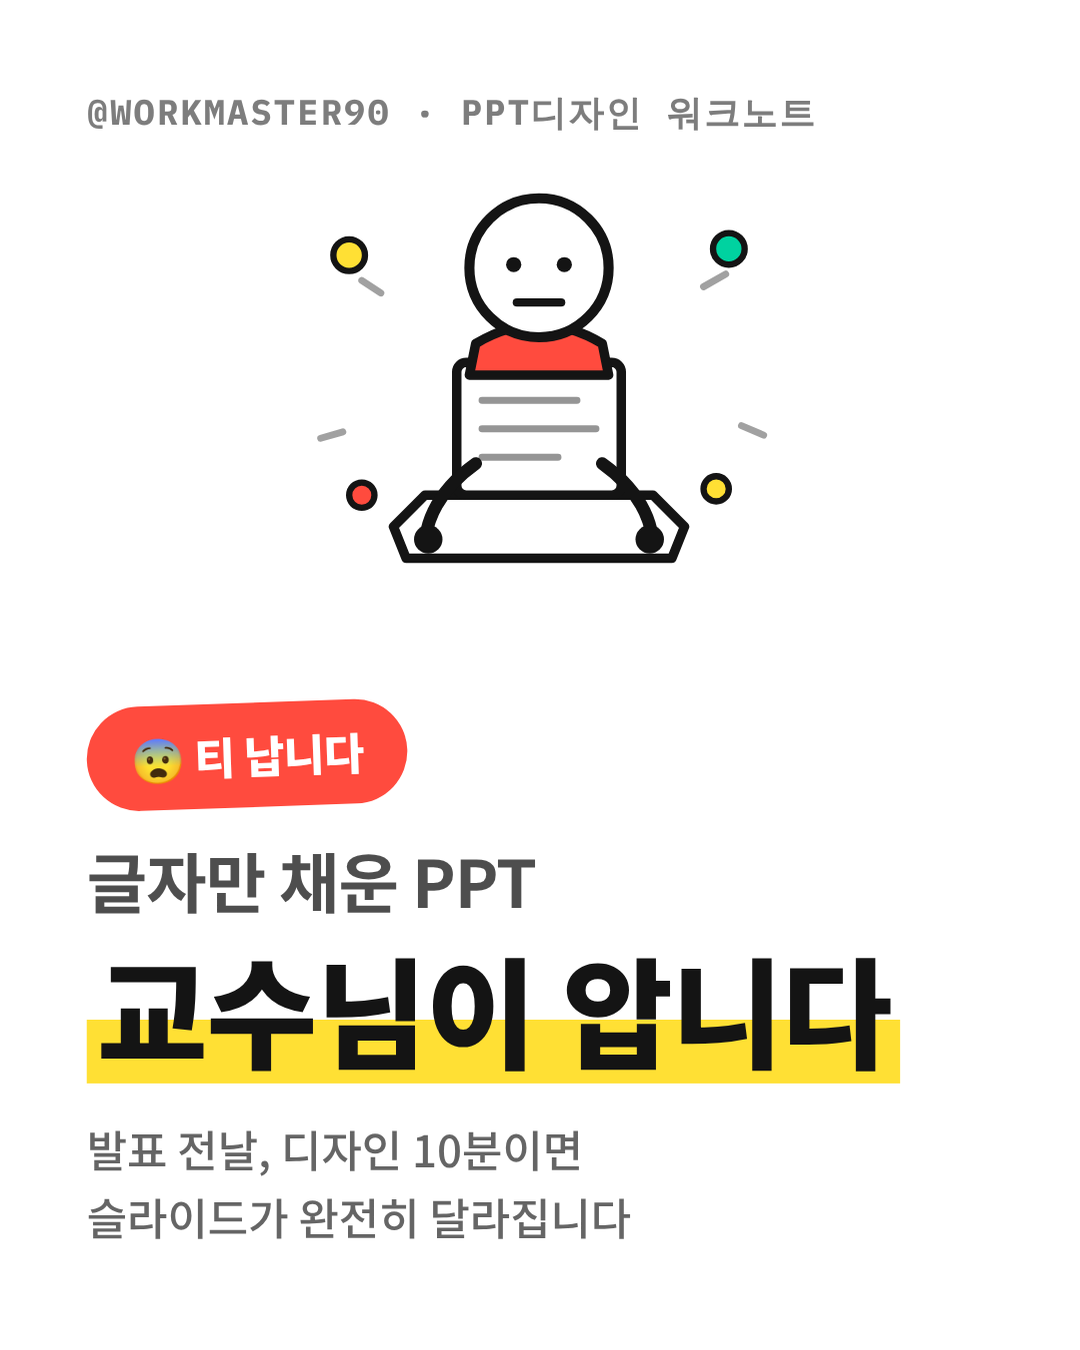 @WORKMASTER90 · PPT디자인 워크노트
😨 티 납니다
글자만 채운 PPT
교수님이 압니다
발표 전날, 디자인 10분이면
슬라이드가 완전히 달라집니다